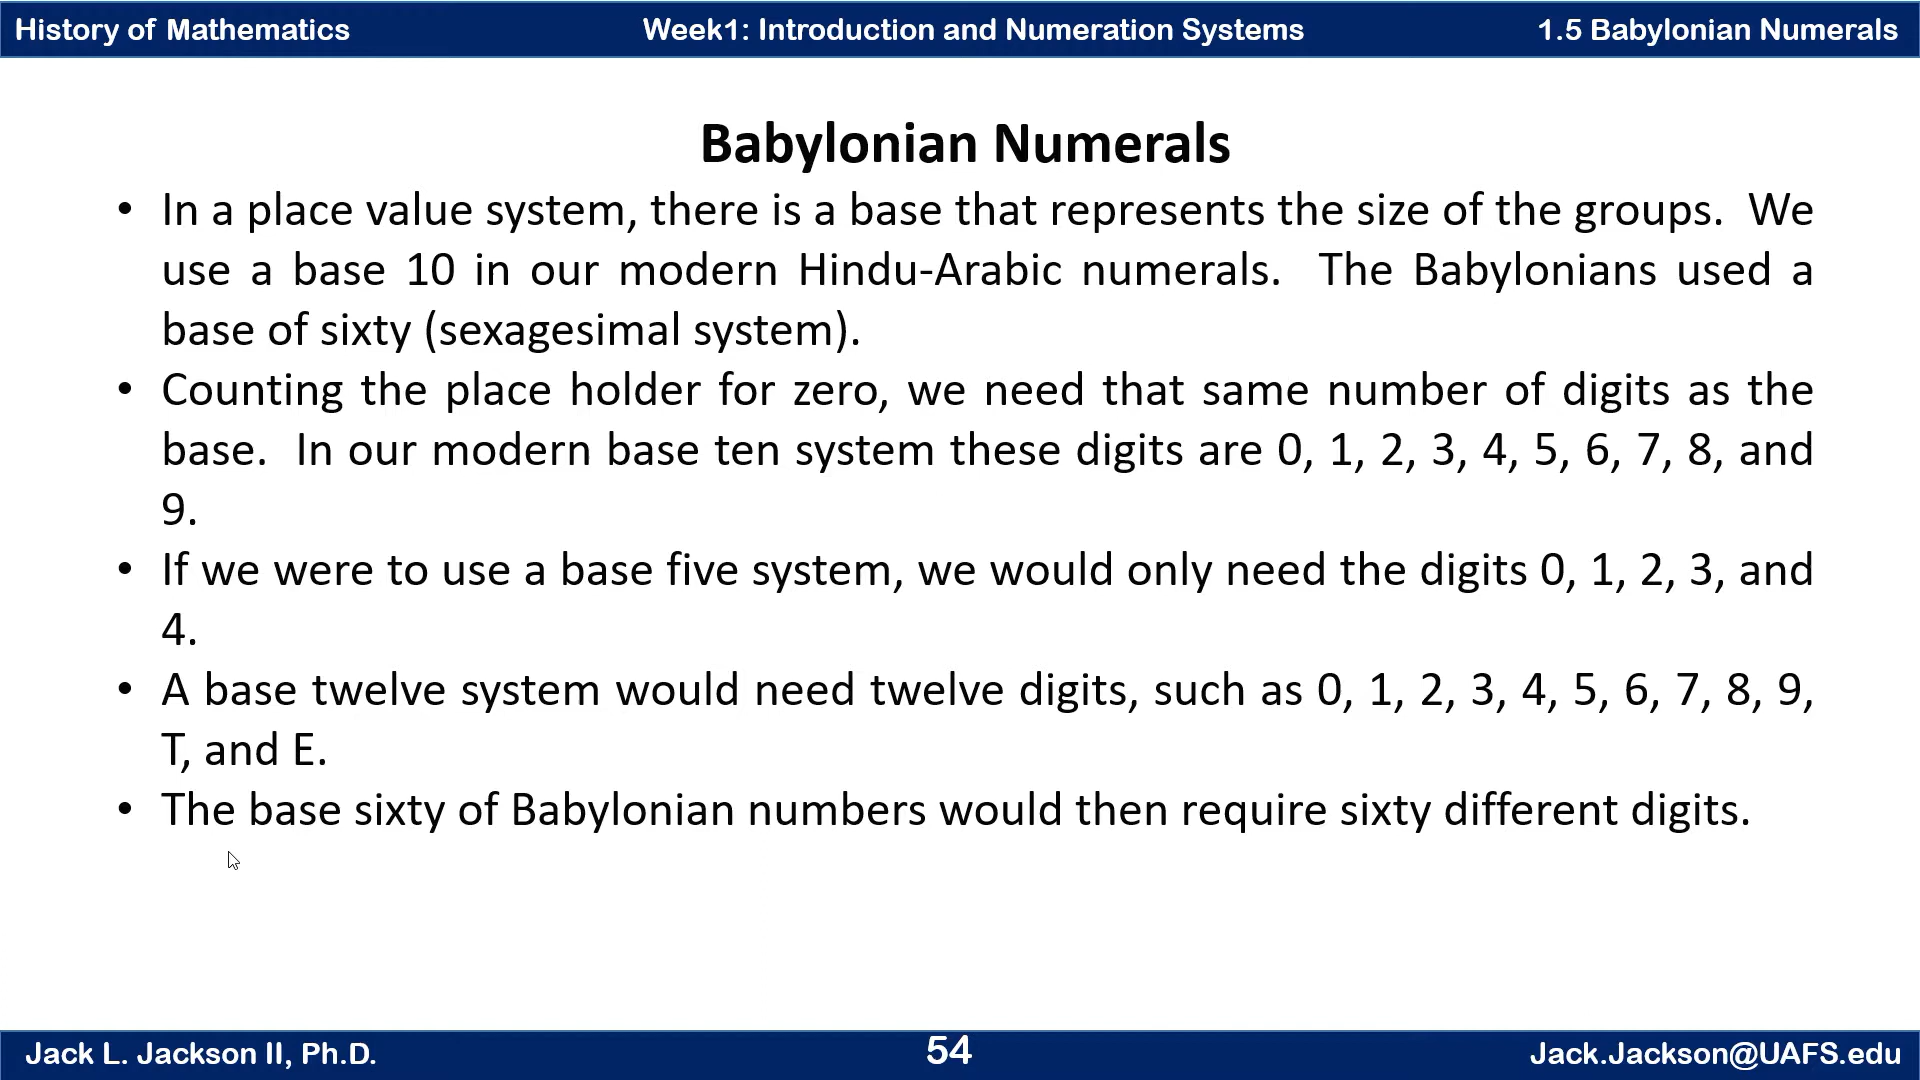 History of Mathematics
Week1: Introduction and Numeration Systems
1.5 Babylonian Numerals
Babylonian Numerals
• In a place value system, there is a base that represents the size of the groups.  We
use a base 10 in our modern Hindu-Arabic numerals.  The Babylonians used a
base of sixty (sexagesimal system).
• Counting the place holder for zero, we need that same number of digits as the
base.  In our modern base ten system these digits are 0, 1, 2, 3, 4, 5, 6, 7, 8, and
9.
• If we were to use a base five system, we would only need the digits 0, 1, 2, 3, and
4.
• A base twelve system would need twelve digits, such as 0, 1, 2, 3, 4, 5, 6, 7, 8, 9,
T, and E.
• The base sixty of Babylonian numbers would then require sixty different digits.
Jack L. Jackson II, Ph.D.
54
Jack.Jackson@UAFS.edu